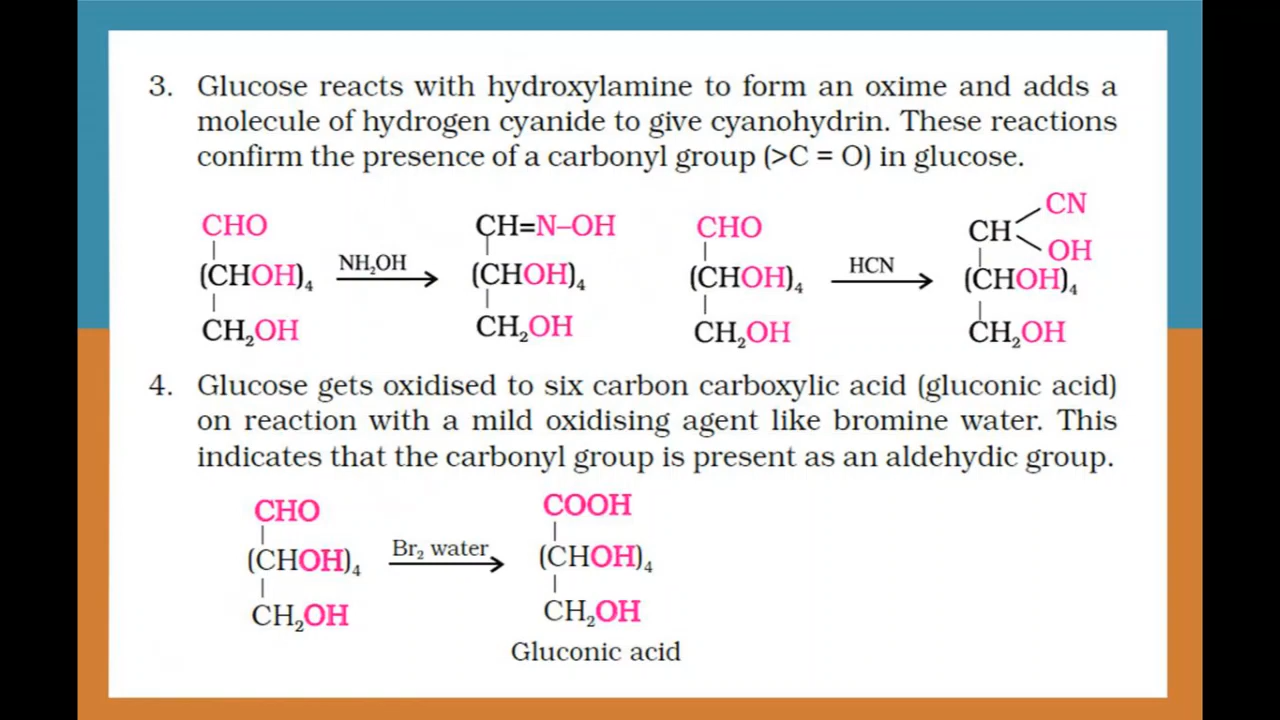 3. Glucose reacts with hydroxylamine to form an oxime and adds a
molecule of hydrogen cyanide to give cyanohydrin. These reactions
confirm the presence of a carbonyl group (>C = O) in glucose.
CHO
(CHOH)₄
CH₂OH
NH₂OH
CH=N–OH
(CHOH)₄
CH₂OH
CHO
(CHOH)₄
CH₂OH
HCN
CH
CN
OH
(CHOH)₄
CH₂OH
4. Glucose gets oxidised to six carbon carboxylic acid (gluconic acid)
on reaction with a mild oxidising agent like bromine water. This
indicates that the carbonyl group is present as an aldehydic group.
CHO
(CHOH)₄
CH₂OH
Br₂ water
COOH
(CHOH)₄
CH₂OH
Gluconic acid